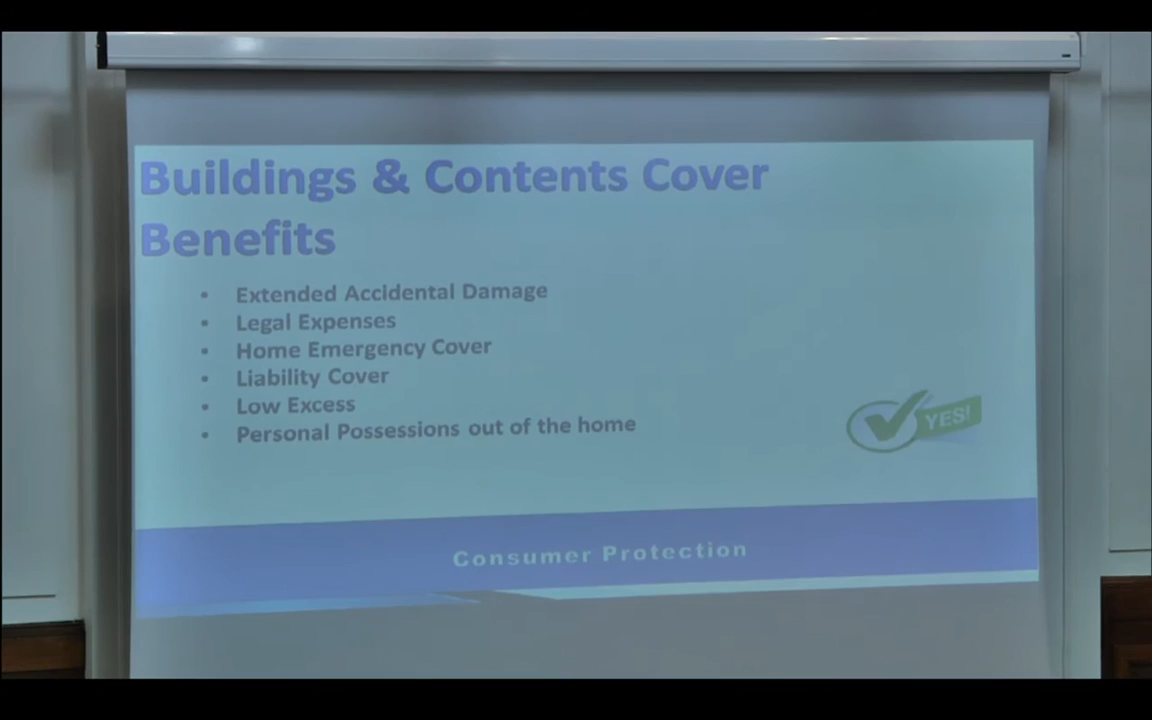 Buildings & Contents Cover
Benefits
• Extended Accidental Damage
• Legal Expenses
• Home Emergency Cover
• Liability Cover
• Low Excess
• Personal Possessions out of the home
YES!
Consumer Protection